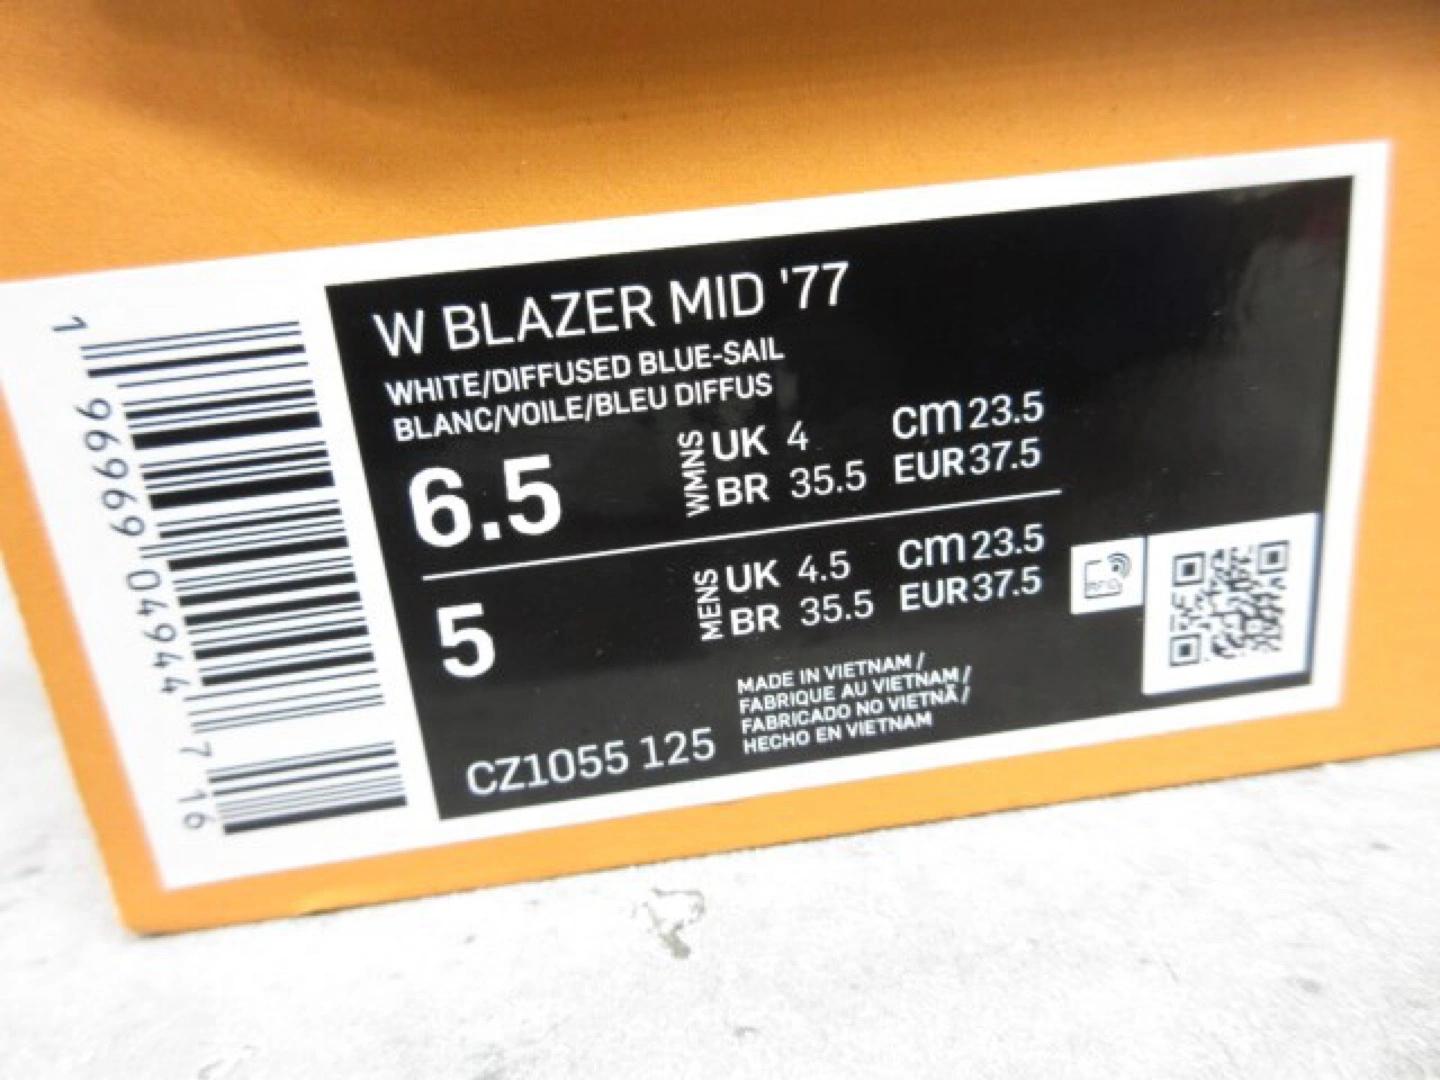 W BLAZER MID '77
WHITE/DIFFUSED BLUE-SAIL
BLANC/VOILE/BLEU DIFFUS
6.5
WMNS
UK 4
BR 35.5
cm 23.5
EUR 37.5
5
MENS
UK 4.5
BR 35.5
cm 23.5
EUR 37.5
MADE IN VIETNAM /
FABRIQUE AU VIETNAM /
FABRICADO NO VIETNÃ /
HECHO EN VIETNAM
CZ1055 125
1 96969 04944 7 16